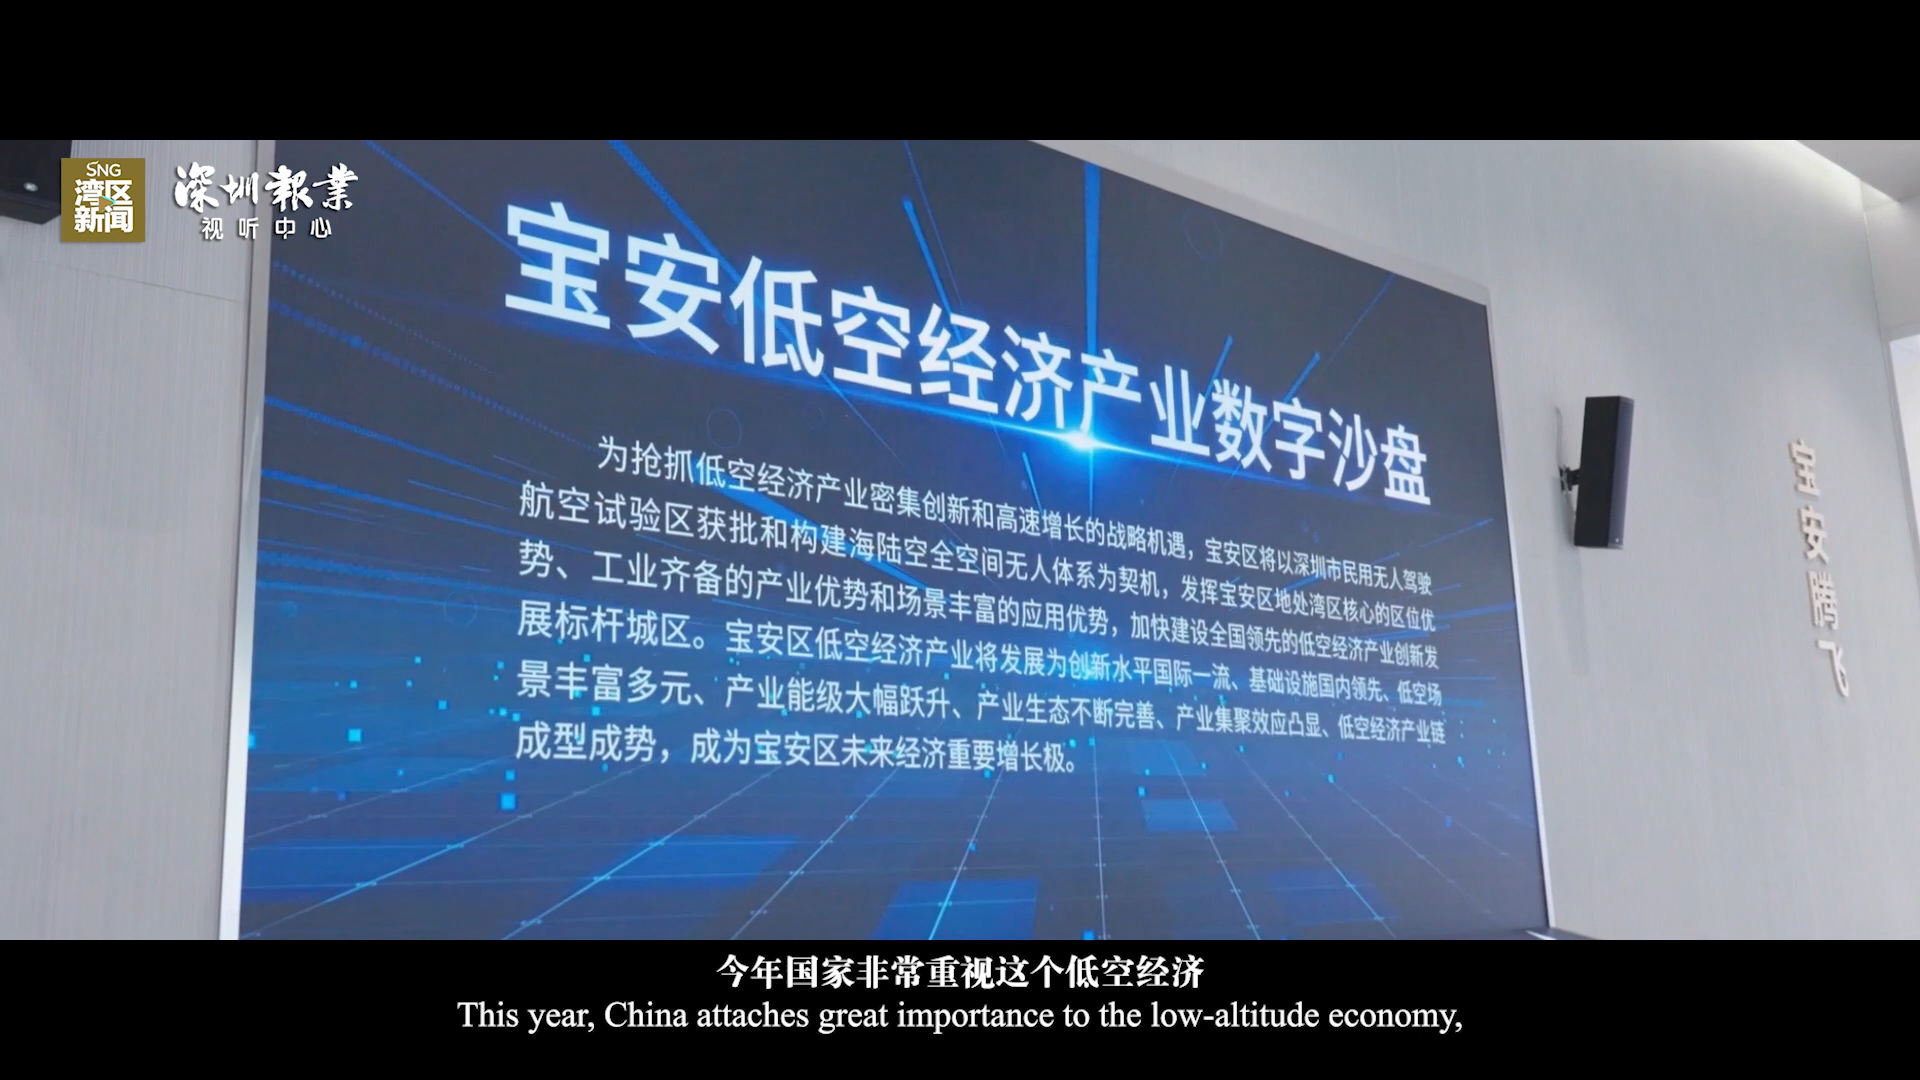 SNG
湾区
新闻
深圳報業
视听中心
宝安低空经济产业数字沙盘
为抢抓低空经济产业密集创新和高速增长的战略机遇，宝安区将以深圳市民用无人驾驶
航空试验区获批和构建海陆空全空间无人体系为契机，发挥宝安区地处湾区核心的区位优
势、工业齐备的产业优势和场景丰富的应用优势，加快建设全国领先的低空经济产业创新发
展标杆城区。宝安区低空经济产业将发展为创新水平国际一流、基础设施国内领先、低空场
景丰富多元、产业能级大幅跃升、产业生态不断完善、产业集聚效应凸显、低空经济产业链
成型成势，成为宝安区未来经济重要增长极。
宝安腾飞
今年国家非常重视这个低空经济
This year, China attaches great importance to the low-altitude economy,